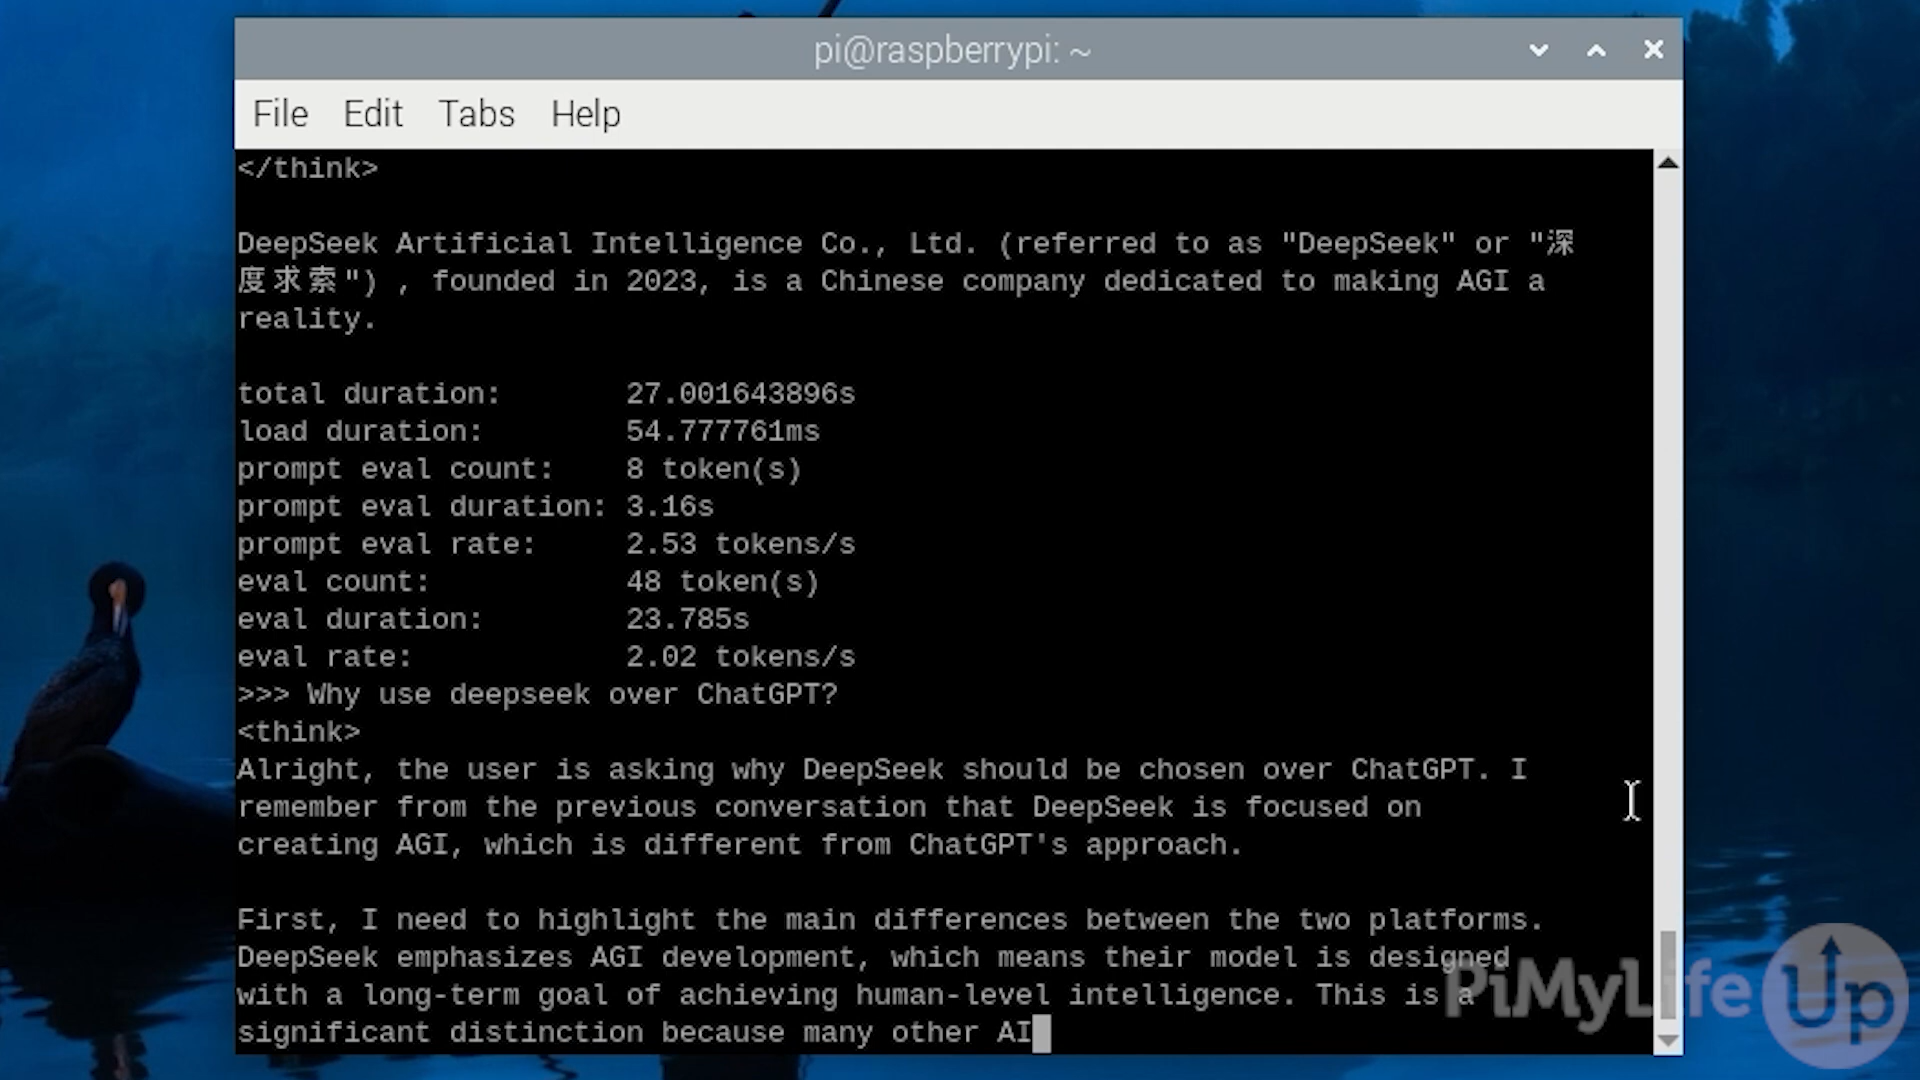 pi@raspberrypi: ~
File Edit Tabs Help
</think>
DeepSeek Artificial Intelligence Co., Ltd. (referred to as "DeepSeek" or "深
度求索") , founded in 2023, is a Chinese company dedicated to making AGI a
reality.
total duration: 27.001643896s
load duration: 54.777761ms
prompt eval count: 8 token(s)
prompt eval duration: 3.16s
prompt eval rate: 2.53 tokens/s
eval count: 48 token(s)
eval duration: 23.785s
eval rate: 2.02 tokens/s
>>> Why use deepseek over ChatGPT?
<think>
Alright, the user is asking why DeepSeek should be chosen over ChatGPT. I
remember from the previous conversation that DeepSeek is focused on
creating AGI, which is different from ChatGPT's approach.
First, I need to highlight the main differences between the two platforms.
DeepSeek emphasizes AGI development, which means their model is designed
with a long-term goal of achieving human-level intelligence. This is a
significant distinction because many other AI
PiMyLife Up